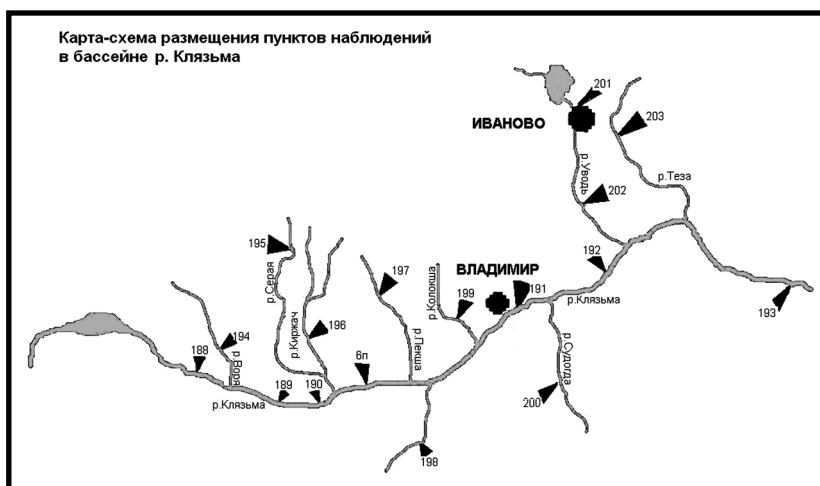 Карта-схема размещения пунктов наблюдений
в бассейне р. Клязьма
201
ИВАНОВО
203
р.Теза
р.Уводь
202
195
р.Серая
197
ВЛАДИМИР
192
р.Колокша
191
199
р.Клязьма
193
194
196
р.Киржач
р.Пекша
6п
188
р.Воря
189
190
р.Судогда
200
р.Клязьма
198